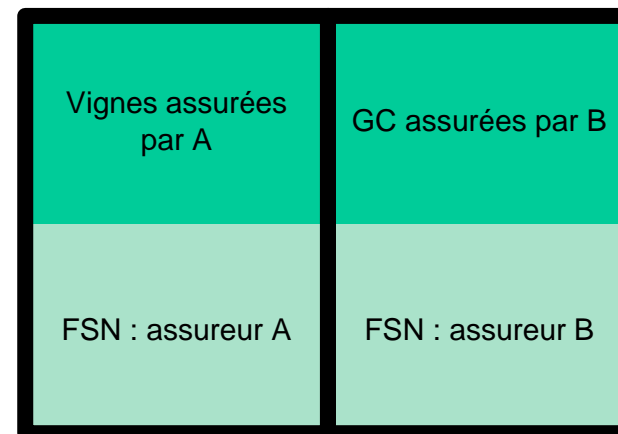 Vignes assurées
par A
GC assurées par B
FSN : assureur A
FSN : assureur B